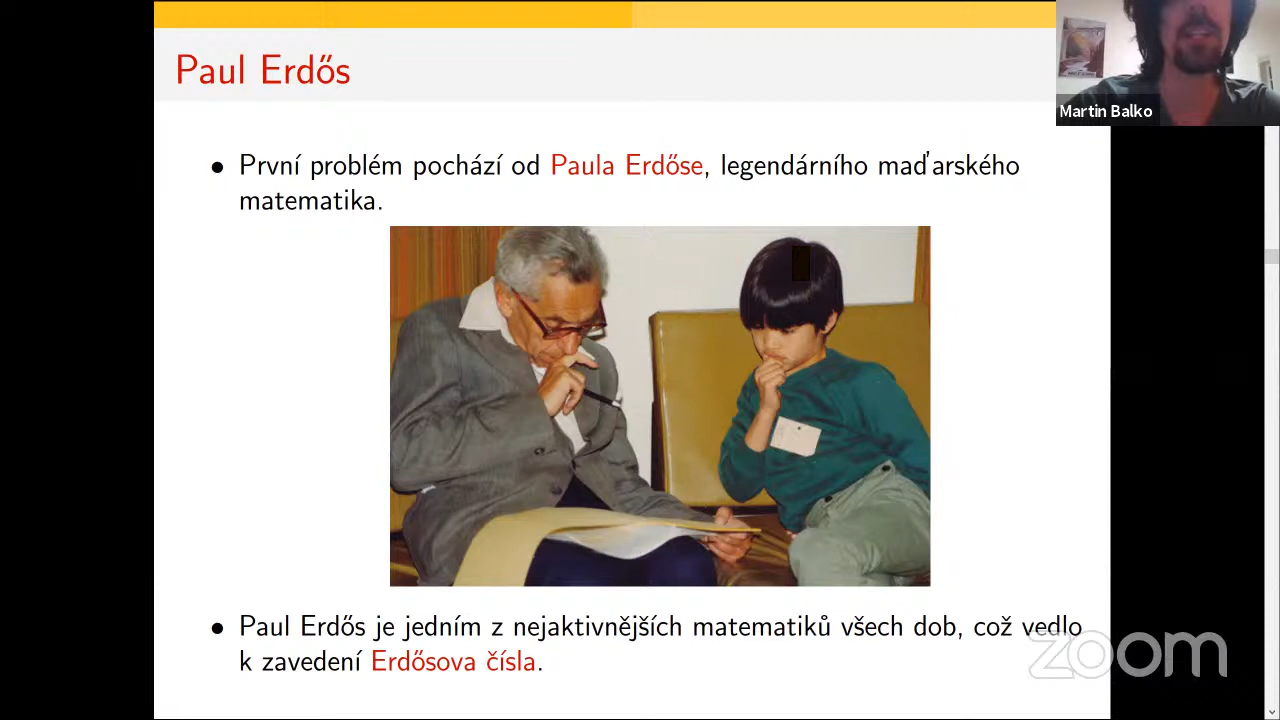 Paul Erdős
Martin Balko
• První problém pochází od Paula Erdőse, legendárního maďarského
matematika.
• Paul Erdős je jedním z nejaktivnějších matematiků všech dob, což vedlo
k zavedení Erdősova čísla.
zoom